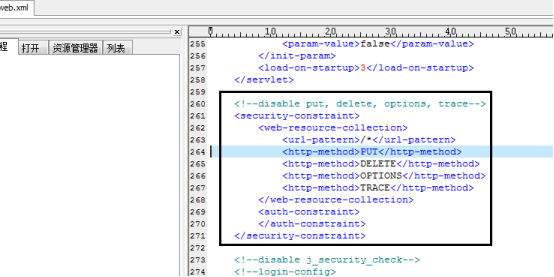 web.xml
程 打开 资源管理器 列表
0 10 20 30 40 50
255 <param-value>false</param-value>
256 </init-param>
257 <load-on-startup>3</load-on-startup>
258 </servlet>
259
260 <!--disable put, delete, options, trace-->
261 <security-constraint>
262 <web-resource-collection>
263 <url-pattern>/*</url-pattern>
264 <http-method>PUT</http-method>
265 <http-method>DELETE</http-method>
266 <http-method>OPTIONS</http-method>
267 <http-method>TRACE</http-method>
268 </web-resource-collection>
269 <auth-constraint>
270 </auth-constraint>
271 </security-constraint>
272
273 <!--disable j_security_check-->
274 <!--login-config>